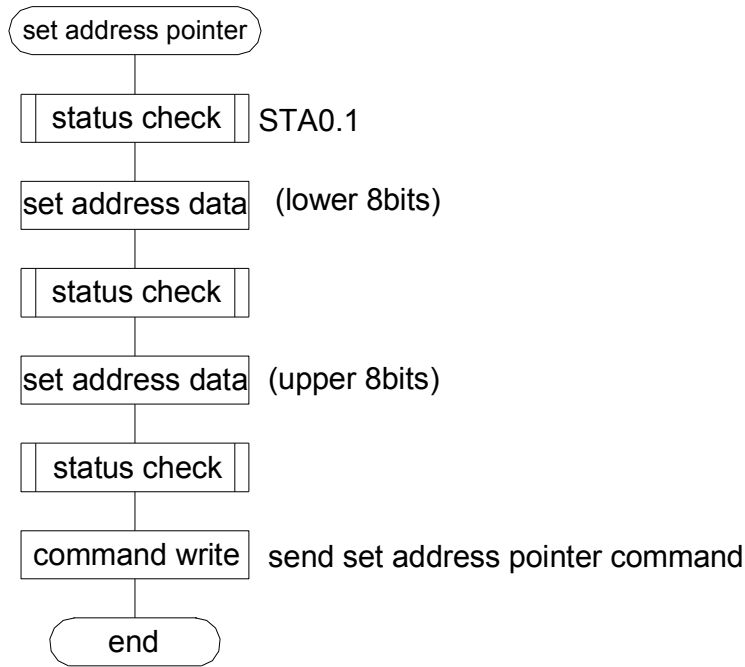 set address pointer
status check STA0.1
set address data (lower 8bits)
status check
set address data (upper 8bits)
status check
command write send set address pointer command
end